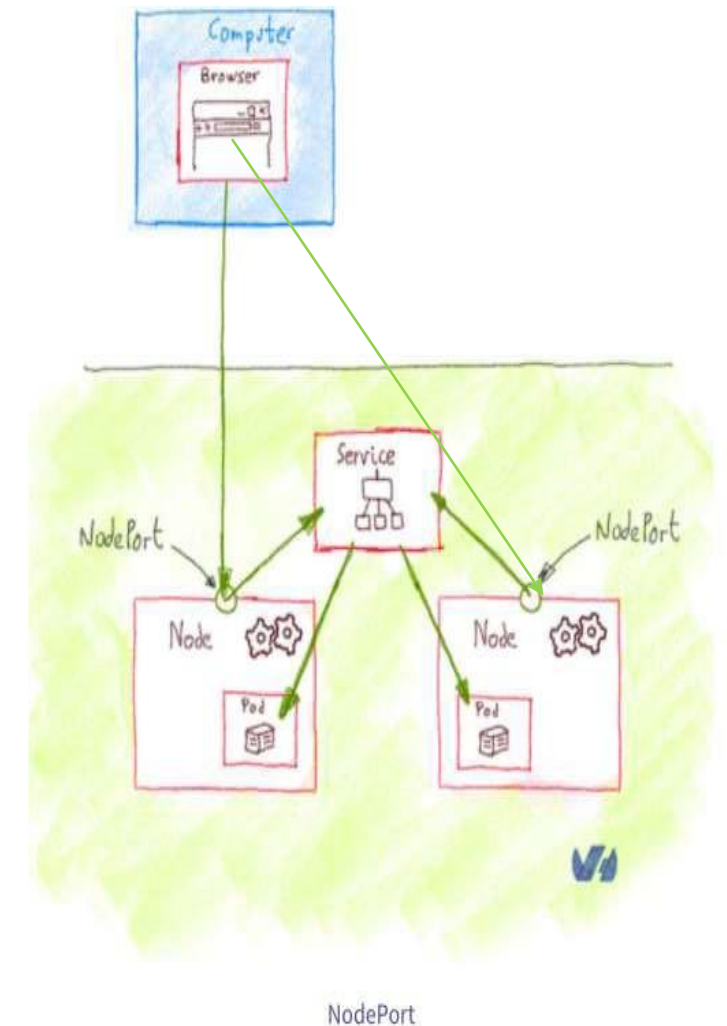 Computer
Browser
Service
NodePort
NodePort
Node
Node
Pod
Pod
NodePort